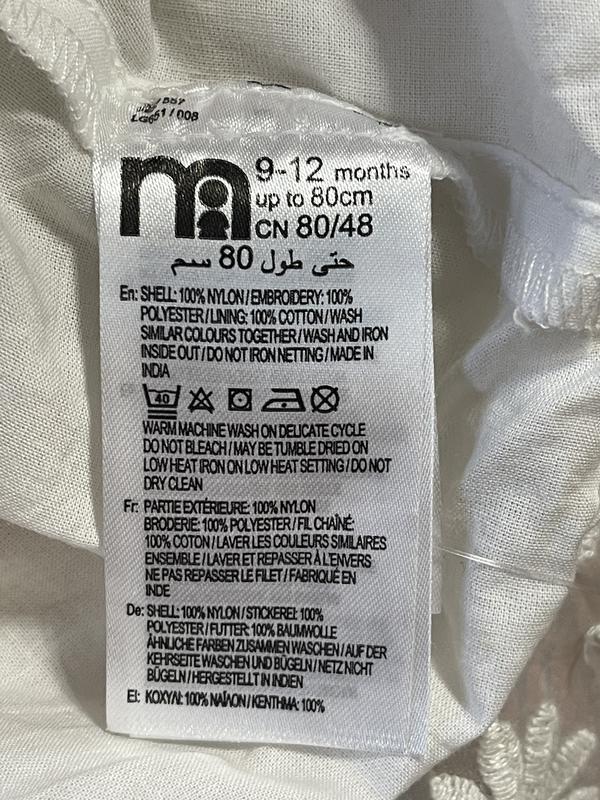 / 557
LG651 / 008
m
9-12 months
up to 80cm
CN 80/48
حتى طول 80 سم
En: SHELL: 100% NYLON / EMBROIDERY: 100%
POLYESTER / LINING: 100% COTTON / WASH
SIMILAR COLOURS TOGETHER / WASH AND IRON
INSIDE OUT / DO NOT IRON NETTING / MADE IN
INDIA
40
WARM MACHINE WASH ON DELICATE CYCLE
DO NOT BLEACH / MAY BE TUMBLE DRIED ON
LOW HEAT IRON ON LOW HEAT SETTING / DO NOT
DRY CLEAN
Fr: PARTIE EXTÉRIEURE: 100% NYLON
BRODERIE: 100% POLYESTER / FIL CHAÎNE:
100% COTON / LAVER LES COULEURS SIMILAIRES
ENSEMBLE / LAVER ET REPASSER À L'ENVERS
NE PAS REPASSER LE FILET / FABRIQUÉ EN
INDE
De: SHELL: 100% NYLON / STICKEREI: 100%
POLYESTER / FUTTER: 100% BAUMWOLLE
ÄHNLICHE FARBEN ZUSAMMEN WASCHEN / AUF DER
KEHRSEITE WASCHEN UND BÜGELN / NETZ NICHT
BÜGELN / HERGESTELLT IN INDIEN
El: ΚΟΧΥΛΙ: 100% ΝΑΪΛΟΝ / ΚΕΝΤΗΜΑ: 100%